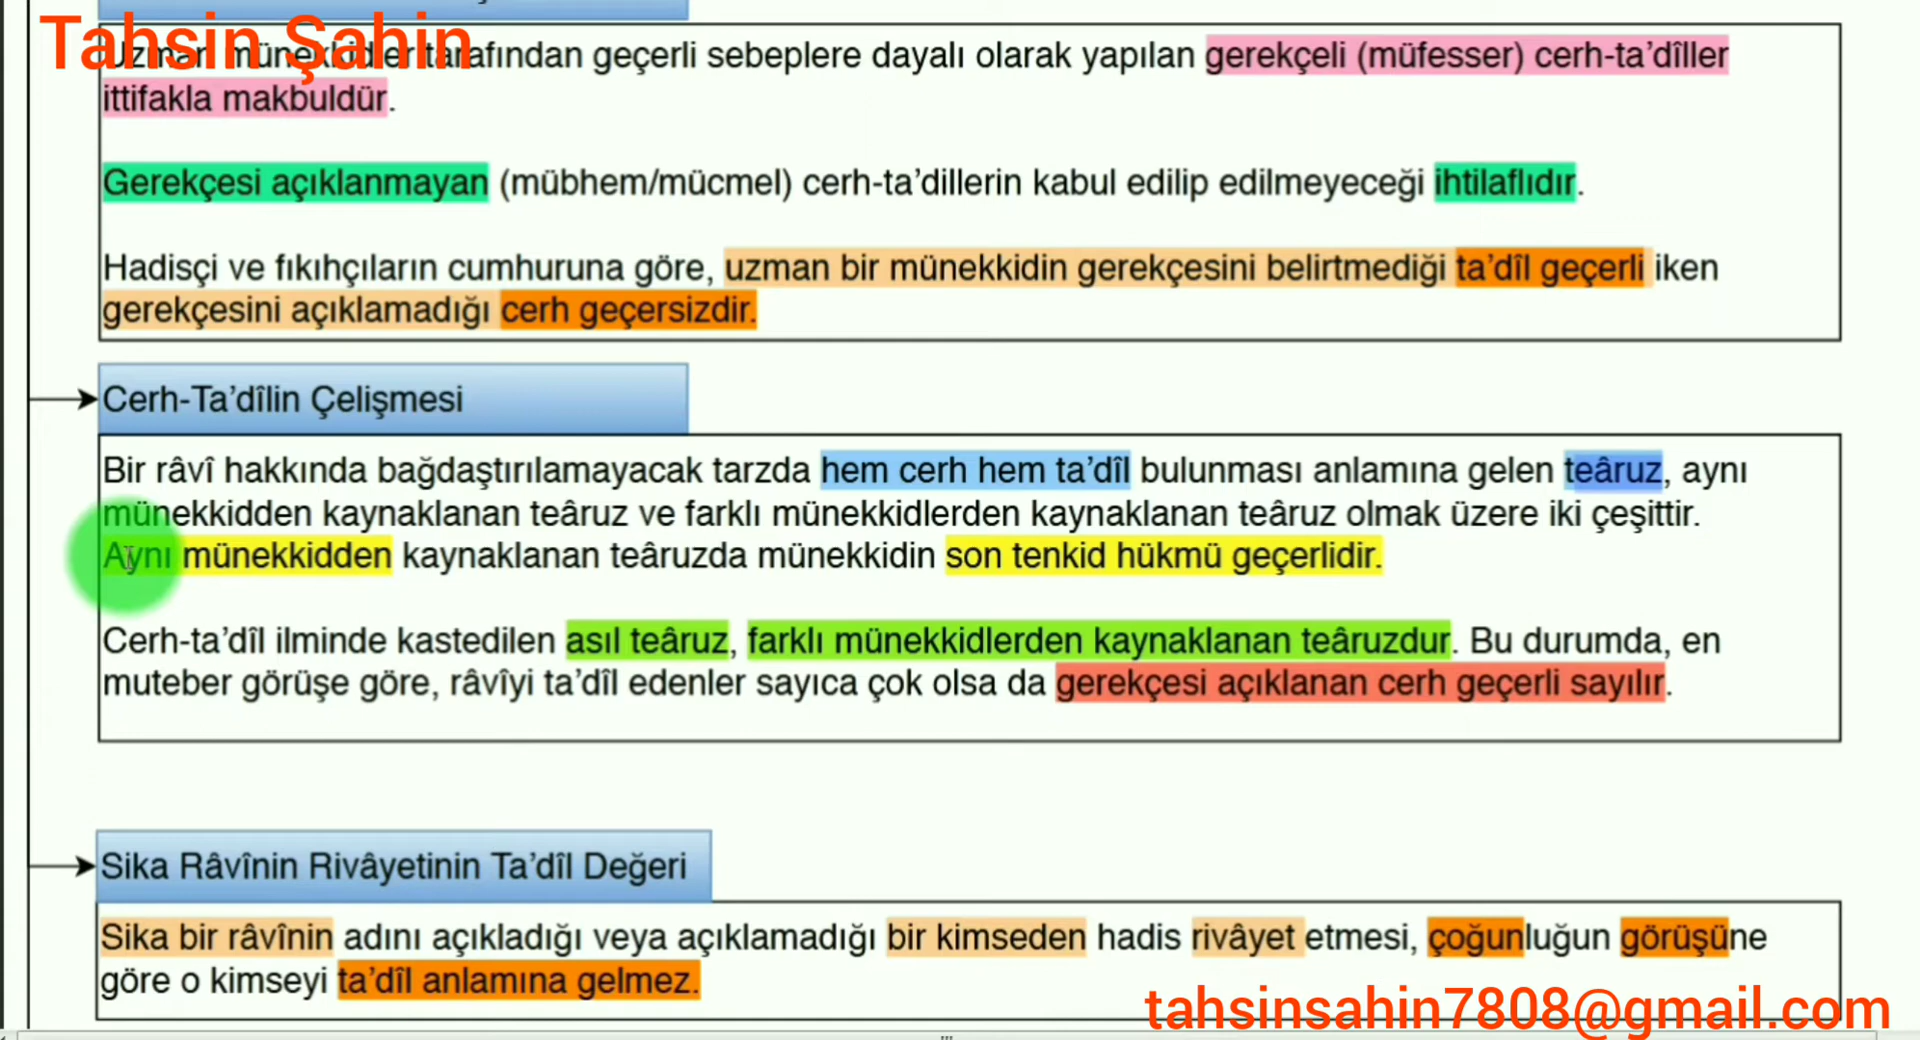 Tahsin Şahin
Uzman münekkidler tarafından geçerli sebeplere dayalı olarak yapılan gerekçeli (müfesser) cerh-ta’dîller
ittifakla makbuldür.
Gerekçesi açıklanmayan (mübhem/mücmel) cerh-ta’dillerin kabul edilip edilmeyeceği ihtilaflıdır.
Hadisçi ve fıkıhçıların cumhuruna göre, uzman bir münekkidin gerekçesini belirtmediği ta’dîl geçerli iken
gerekçesini açıklamadığı cerh geçersizdir.
Cerh-Ta’dîlin Çelişmesi
Bir râvî hakkında bağdaştırılamayacak tarzda hem cerh hem ta’dîl bulunması anlamına gelen teâruz, aynı
münekkidden kaynaklanan teâruz ve farklı münekkidlerden kaynaklanan teâruz olmak üzere iki çeşittir.
Aynı münekkidden kaynaklanan teâruzda münekkidin son tenkid hükmü geçerlidir.
Cerh-ta’dîl ilminde kastedilen asıl teâruz, farklı münekkidlerden kaynaklanan teâruzdur. Bu durumda, en
muteber görüşe göre, râvîyi ta’dîl edenler sayıca çok olsa da gerekçesi açıklanan cerh geçerli sayılır.
Sika Râvînin Rivâyetinin Ta’dîl Değeri
Sika bir râvînin adını açıkladığı veya açıklamadığı bir kimseden hadis rivâyet etmesi, çoğunluğun görüşüne
göre o kimseyi ta’dîl anlamına gelmez.
tahsinsahin7808@gmail.com